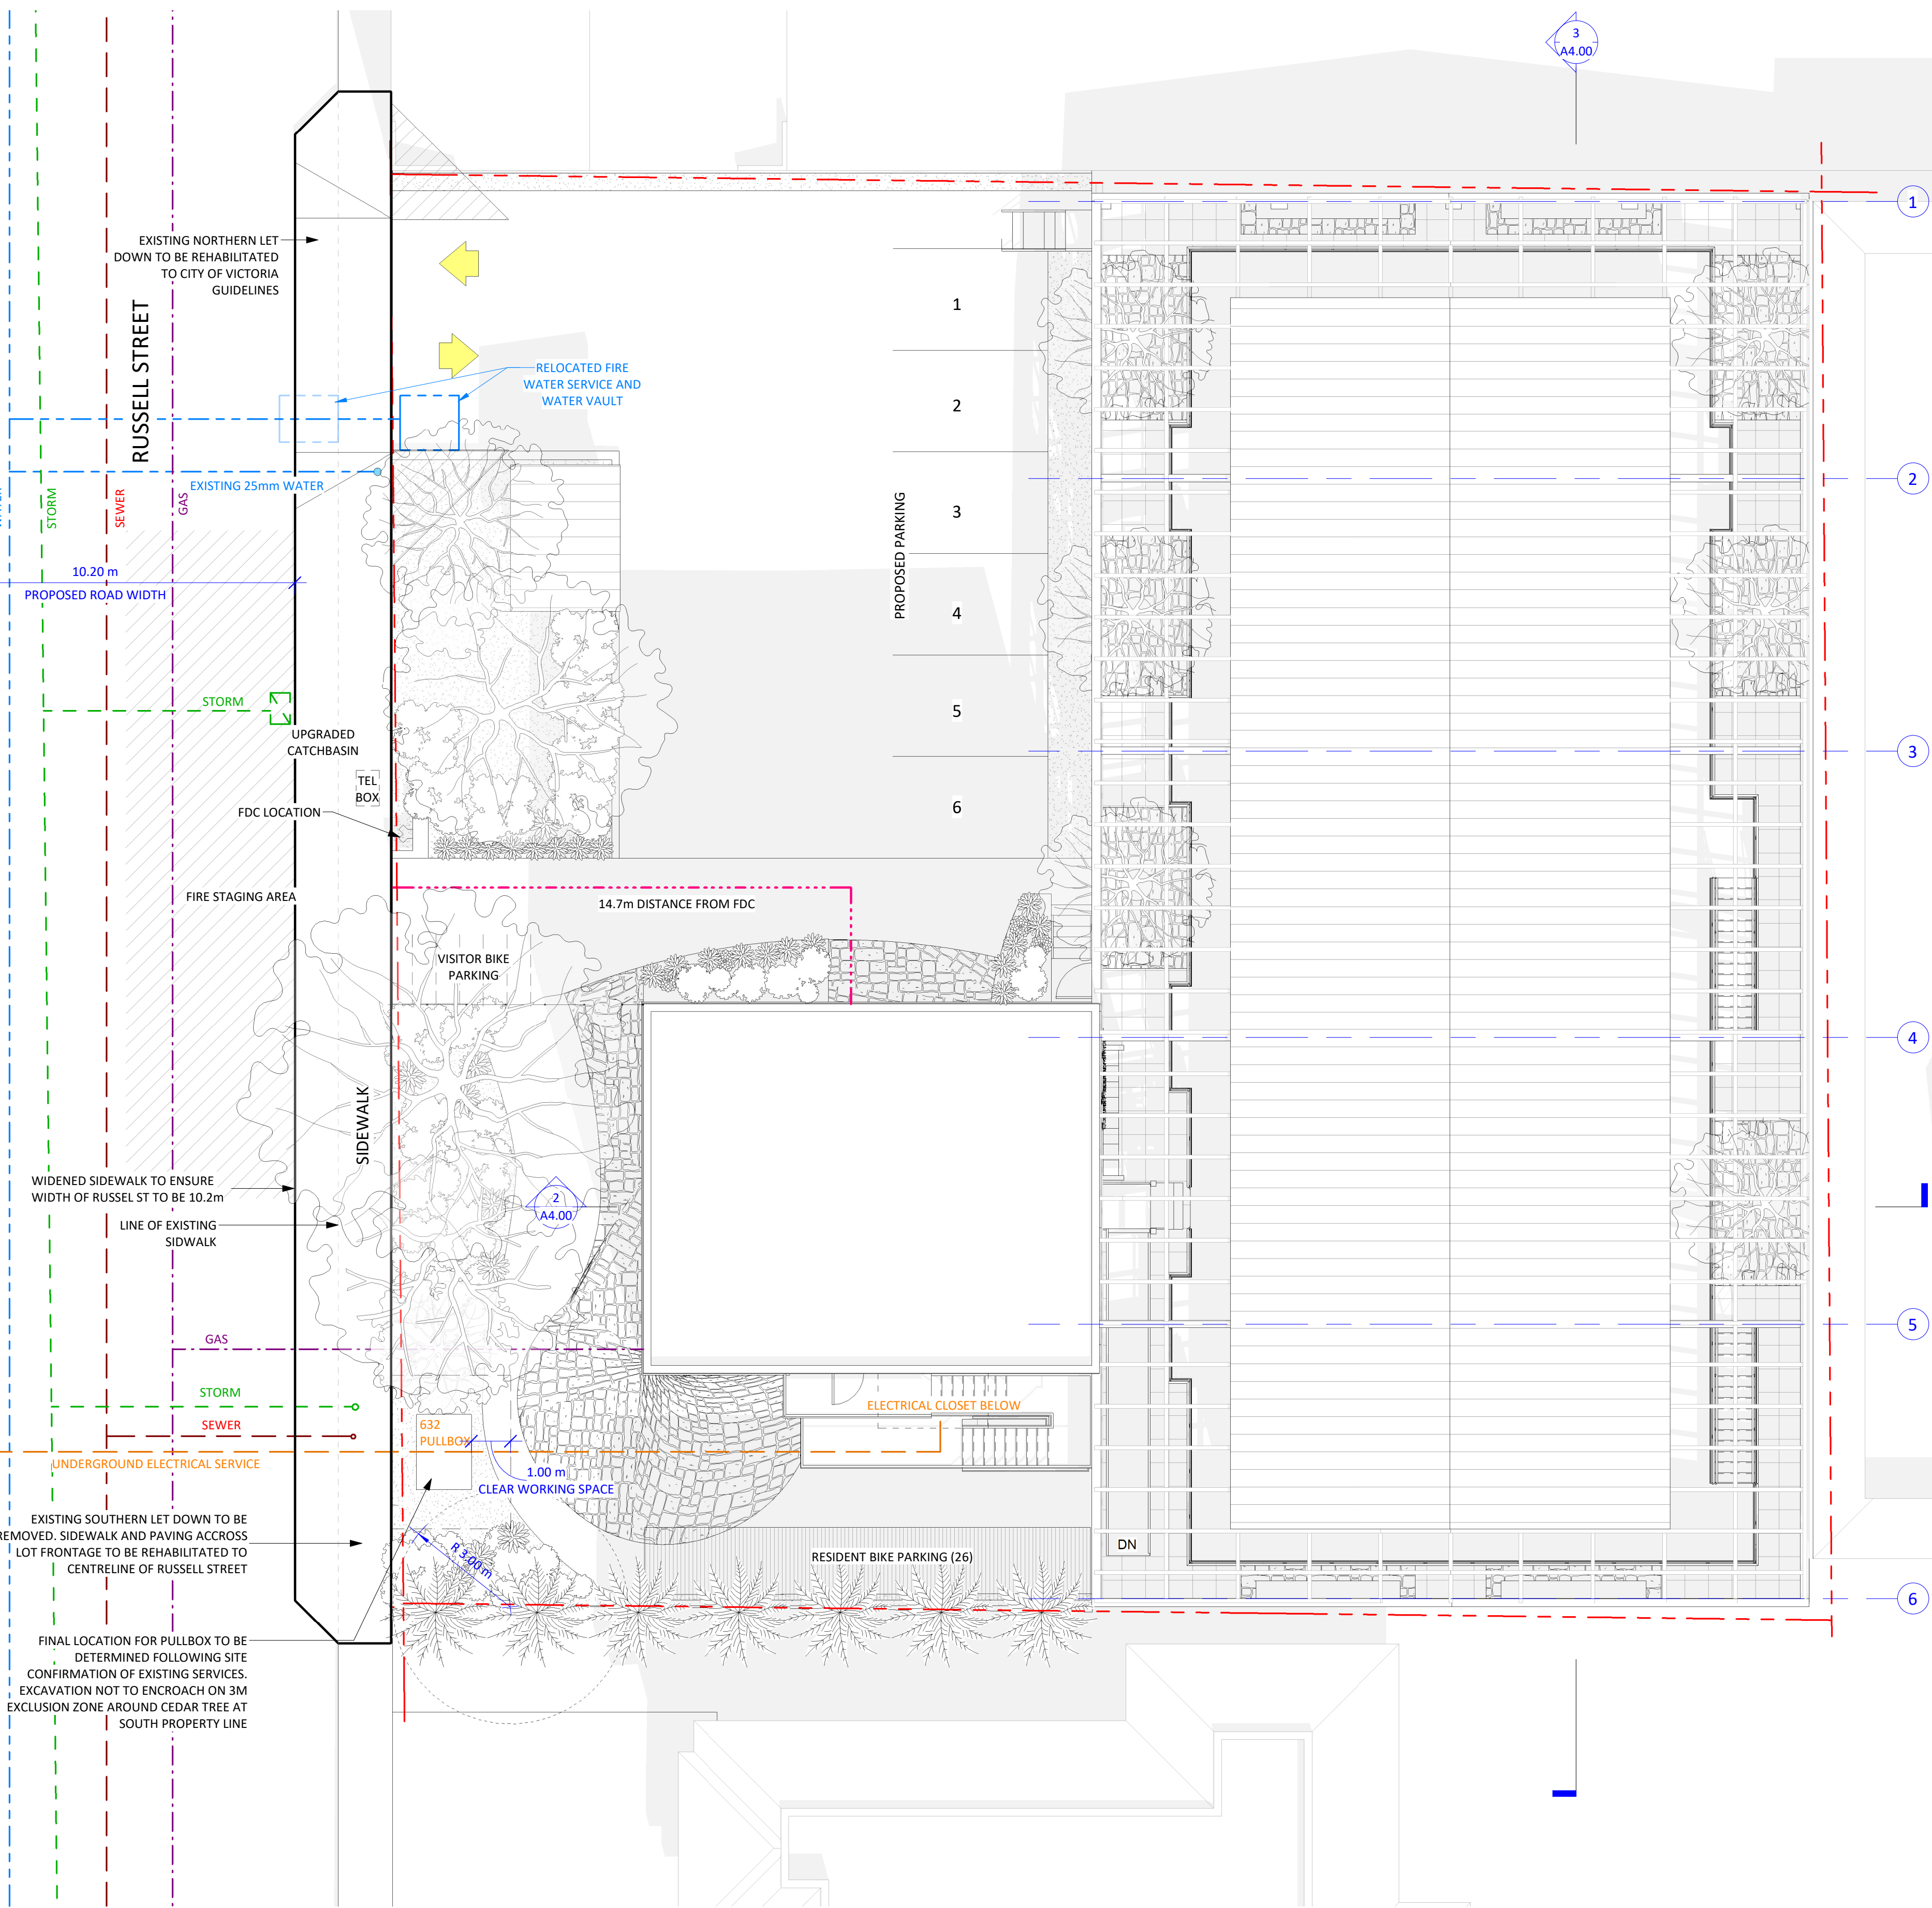 3
A4.00
1
EXISTING NORTHERN LET
DOWN TO BE REHABILITATED
TO CITY OF VICTORIA
GUIDELINES
RUSSELL STREET
1
RELOCATED FIRE
WATER SERVICE AND
WATER VAULT
2
EXISTING 25mm WATER
2
STORM
SEWER
GAS
PROPOSED PARKING
3
10.20 m
PROPOSED ROAD WIDTH
4
STORM
5
UPGRADED
CATCHBASIN
3
TEL
BOX
FDC LOCATION
6
FIRE STAGING AREA
14.7m DISTANCE FROM FDC
VISITOR BIKE
PARKING
4
SIDEWALK
WIDENED SIDEWALK TO ENSURE
WIDTH OF RUSSEL ST TO BE 10.2m
2
A4.00
LINE OF EXISTING
SIDWALK
5
GAS
STORM
ELECTRICAL CLOSET BELOW
SEWER
632
PULLBOX
UNDERGROUND ELECTRICAL SERVICE
1.00 m
CLEAR WORKING SPACE
EXISTING SOUTHERN LET DOWN TO BE
REMOVED. SIDEWALK AND PAVING ACCROSS
LOT FRONTAGE TO BE REHABILITATED TO
CENTRELINE OF RUSSELL STREET
R 3.00 m
RESIDENT BIKE PARKING (26)
DN
6
FINAL LOCATION FOR PULLBOX TO BE
DETERMINED FOLLOWING SITE
CONFIRMATION OF EXISTING SERVICES.
EXCAVATION NOT TO ENCROACH ON 3M
EXCLUSION ZONE AROUND CEDAR TREE AT
SOUTH PROPERTY LINE